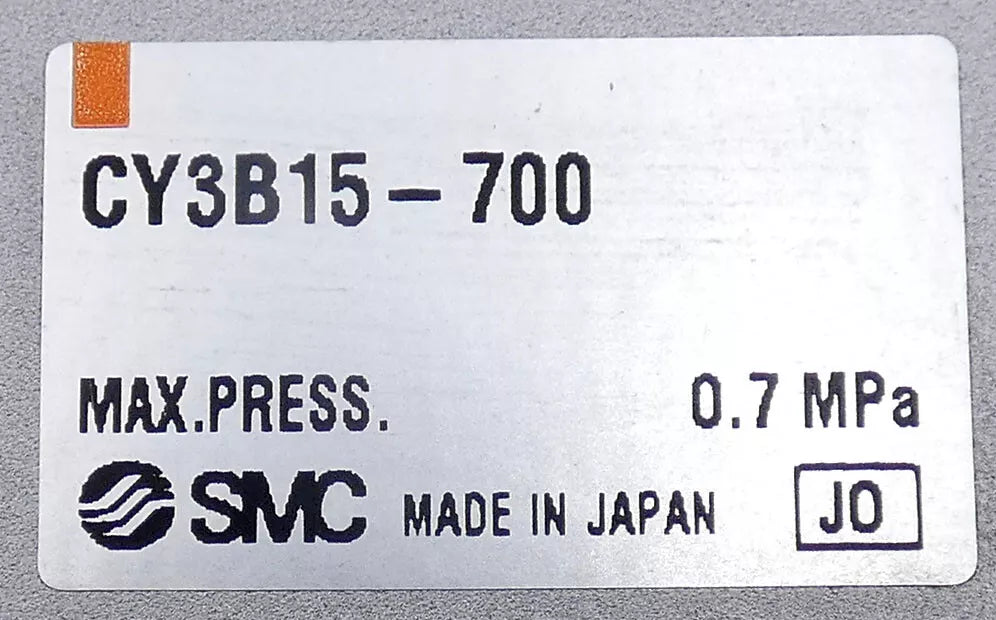 CY3B15-700
MAX.PRESS. 0.7 MPa
SMC MADE IN JAPAN JO